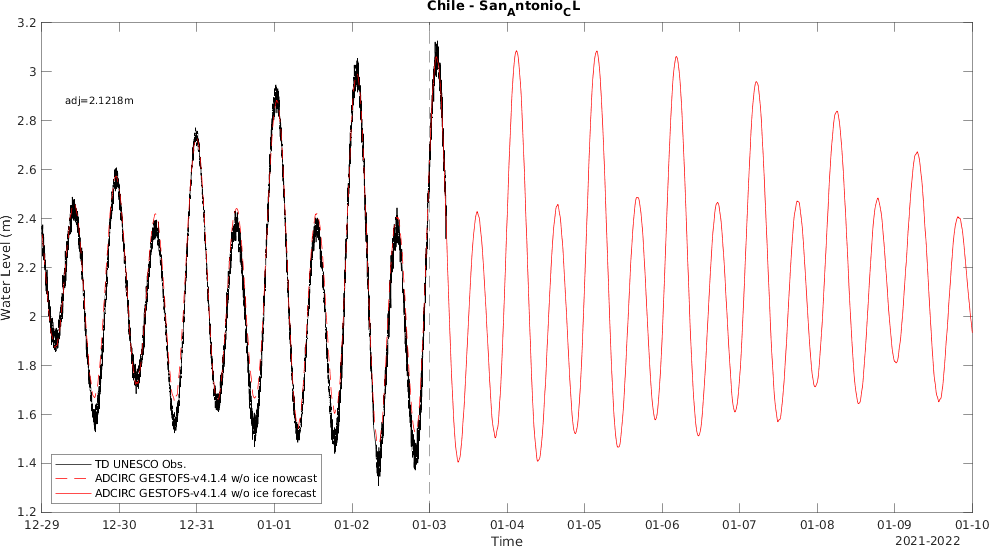 Chile - SanAntonioCL
3.2
3
2.8
2.6
2.4
2.2
2
1.8
1.6
1.4
1.2
Water Level (m)
adj=2.1218m
TD UNESCO Obs.
ADCIRC GESTOFS-v4.1.4 w/o ice nowcast
ADCIRC GESTOFS-v4.1.4 w/o ice forecast
12-29 12-30 12-31 01-01 01-02 01-03 01-04 01-05 01-06 01-07 01-08 01-09 01-10
Time
2021-2022